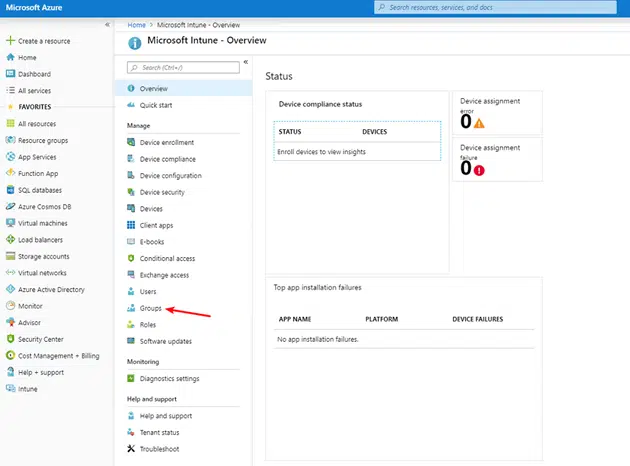 Microsoft Azure
Search resources, services, and docs
Create a resource
Home
Dashboard
All services
FAVORITES
All resources
Resource groups
App Services
Function App
SQL databases
Azure Cosmos DB
Virtual machines
Load balancers
Storage accounts
Virtual networks
Azure Active Directory
Monitor
Advisor
Security Center
Cost Management + Billing
Help + support
Intune
Home > Microsoft Intune - Overview
Microsoft Intune - Overview
Search (Ctrl+/)
Overview
Quick start
Manage
Device enrollment
Device compliance
Device configuration
Device security
Devices
Client apps
E-books
Conditional access
Exchange access
Users
Groups
Roles
Software updates
Monitoring
Diagnostics settings
Help and support
Help and support
Tenant status
Troubleshoot
Status
Device compliance status
STATUS DEVICES
Enroll devices to view insights
Device assignment
error
0
Device assignment
failure
0
Top app installation failures
APP NAME PLATFORM DEVICE FAILURES
No app installation failures.